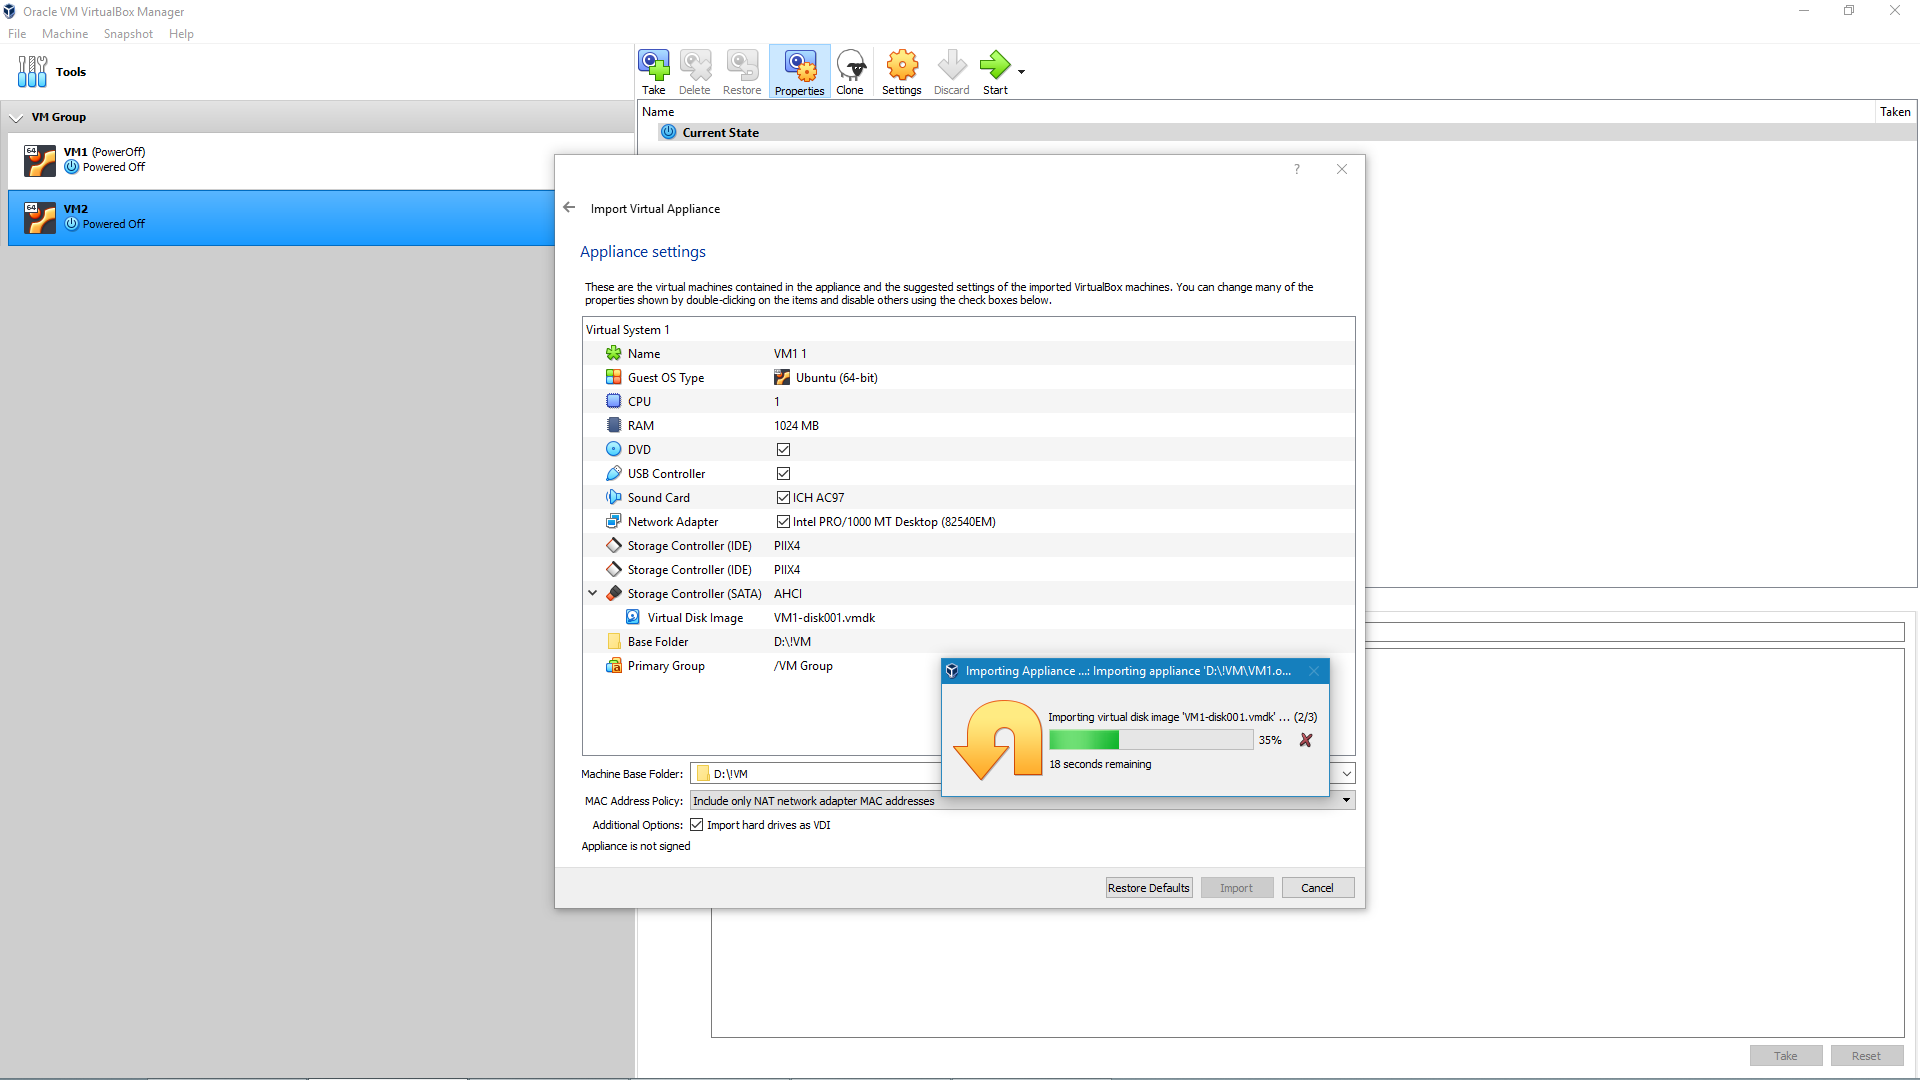 Oracle VM VirtualBox Manager
File Machine Snapshot Help
Tools
Take Delete Restore Properties Clone Settings Discard Start
VM Group
Name Taken
Current State
64
VM1 (PowerOff)
Powered Off
64
VM2
Powered Off
?
Import Virtual Appliance
Appliance settings
These are the virtual machines contained in the appliance and the suggested settings of the imported VirtualBox machines. You can change many of the
properties shown by double-clicking on the items and disable others using the check boxes below.
Virtual System 1
Name VM1 1
Guest OS Type Ubuntu (64-bit)
CPU 1
RAM 1024 MB
DVD
USB Controller
Sound Card ICH AC97
Network Adapter Intel PRO/1000 MT Desktop (82540EM)
Storage Controller (IDE) PIIX4
Storage Controller (IDE) PIIX4
Storage Controller (SATA) AHCI
Virtual Disk Image VM1-disk001.vmdk
Base Folder D:\!VM
Primary Group /VM Group
Importing Appliance ...: Importing appliance 'D:\!VM\VM1.o...
Importing virtual disk image 'VM1-disk001.vmdk' ... (2/3)
35%
18 seconds remaining
Machine Base Folder: D:\!VM
MAC Address Policy: Include only NAT network adapter MAC addresses
Additional Options: Import hard drives as VDI
Appliance is not signed
Restore Defaults Import Cancel
Take Reset